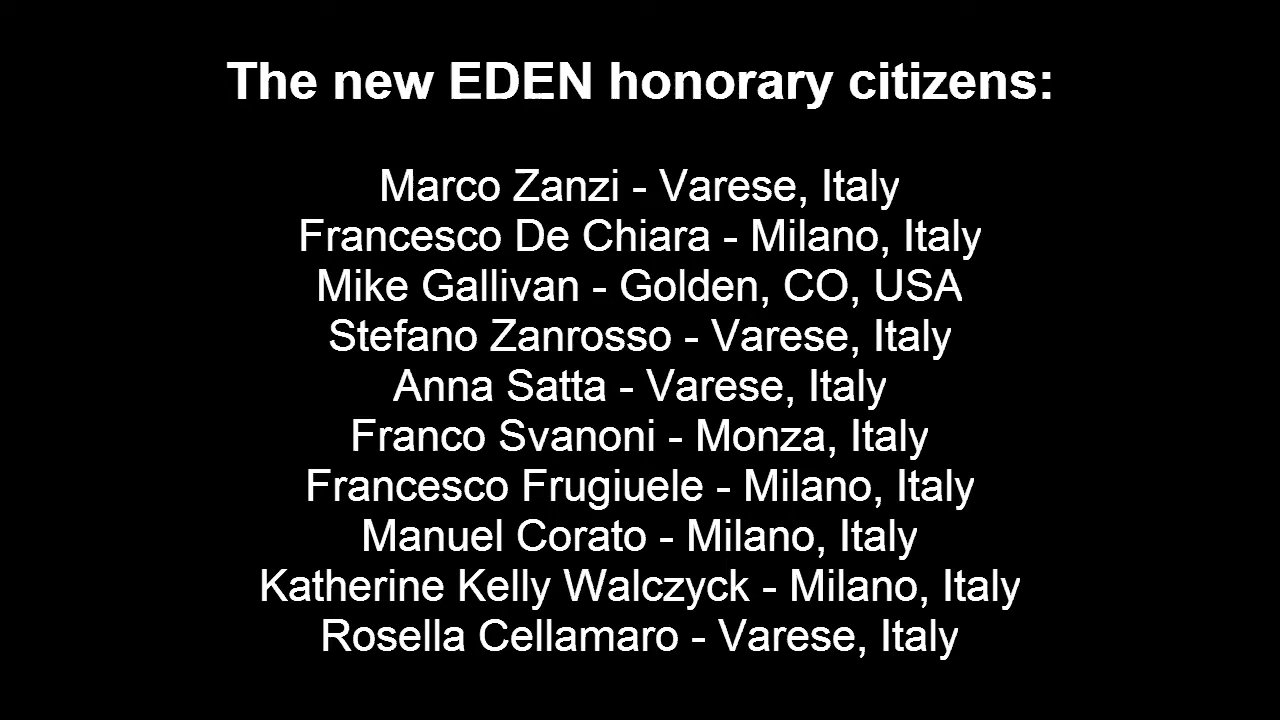 The new EDEN honorary citizens:
Marco Zanzi - Varese, Italy
Francesco De Chiara - Milano, Italy
Mike Gallivan - Golden, CO, USA
Stefano Zanrosso - Varese, Italy
Anna Satta - Varese, Italy
Franco Svanoni - Monza, Italy
Francesco Frugiuele - Milano, Italy
Manuel Corato - Milano, Italy
Katherine Kelly Walczyck - Milano, Italy
Rosella Cellamaro - Varese, Italy